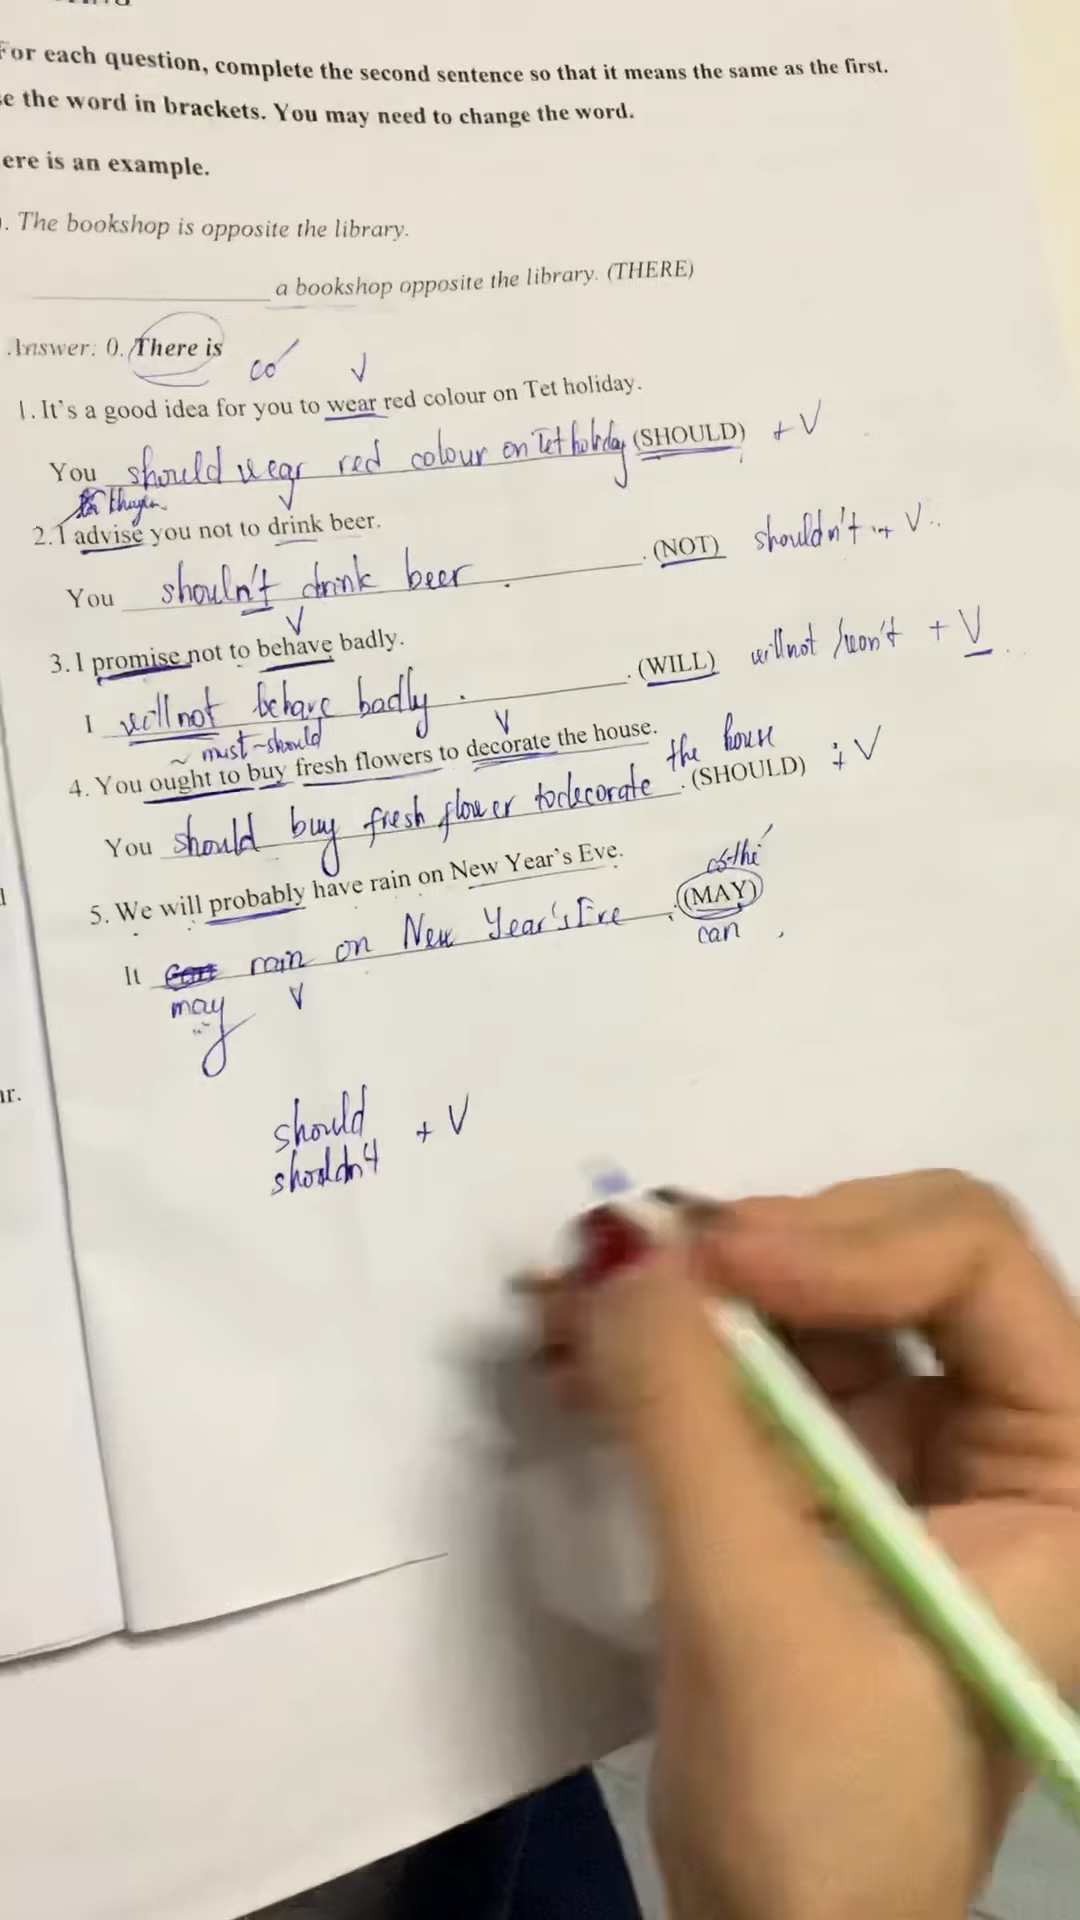 For each question, complete the second sentence so that it means the same as the first.
e the word in brackets. You may need to change the word.
ere is an example.
. The bookshop is opposite the library.
a bookshop opposite the library. (THERE)
Answer: 0. There is
có V
1. It's a good idea for you to wear red colour on Tet holiday.
You should wear red colour on Tet holiday (SHOULD) + V
2. I advise you not to drink beer.
You shouln't drink beer . (NOT) shouldn't + V..
V
3. I promise not to behave badly.
I will not behave badly . (WILL) will not /won't + V
~ must ~ should V
4. You ought to buy fresh flowers to decorate the house.
You should buy fresh flower to decorate the house . (SHOULD) + V
5. We will probably have rain on New Year's Eve.
có thể
It rain on New Year's Eve . (MAY)
can
may V
should + V
shouldn't